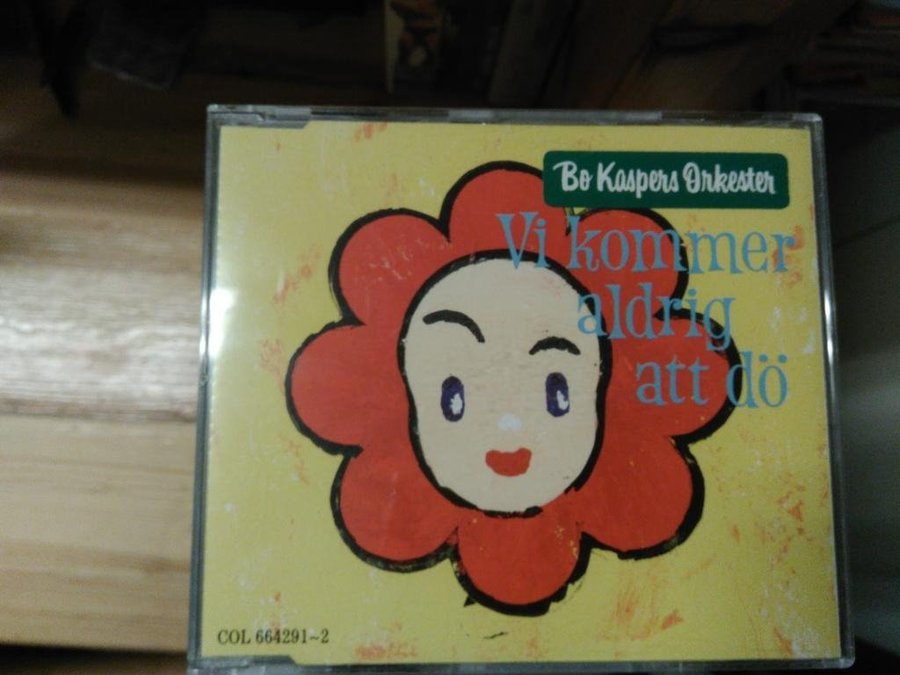 Bo Kaspers Orkester
Vi kommer
aldrig
att dö
COL 664291-2